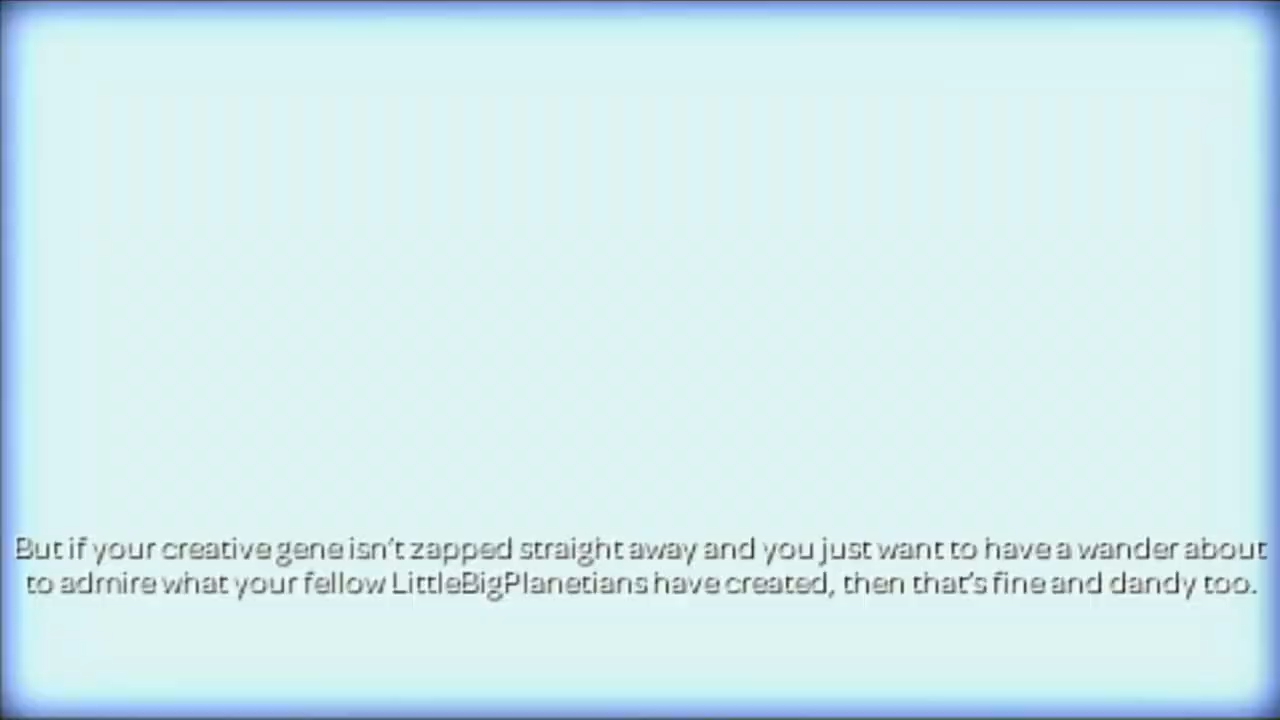 But if your creative gene isn't zapped straight away and you just want to have a wander about
to admire what your fellow LittleBigPlanetians have created, then that's fine and dandy too.